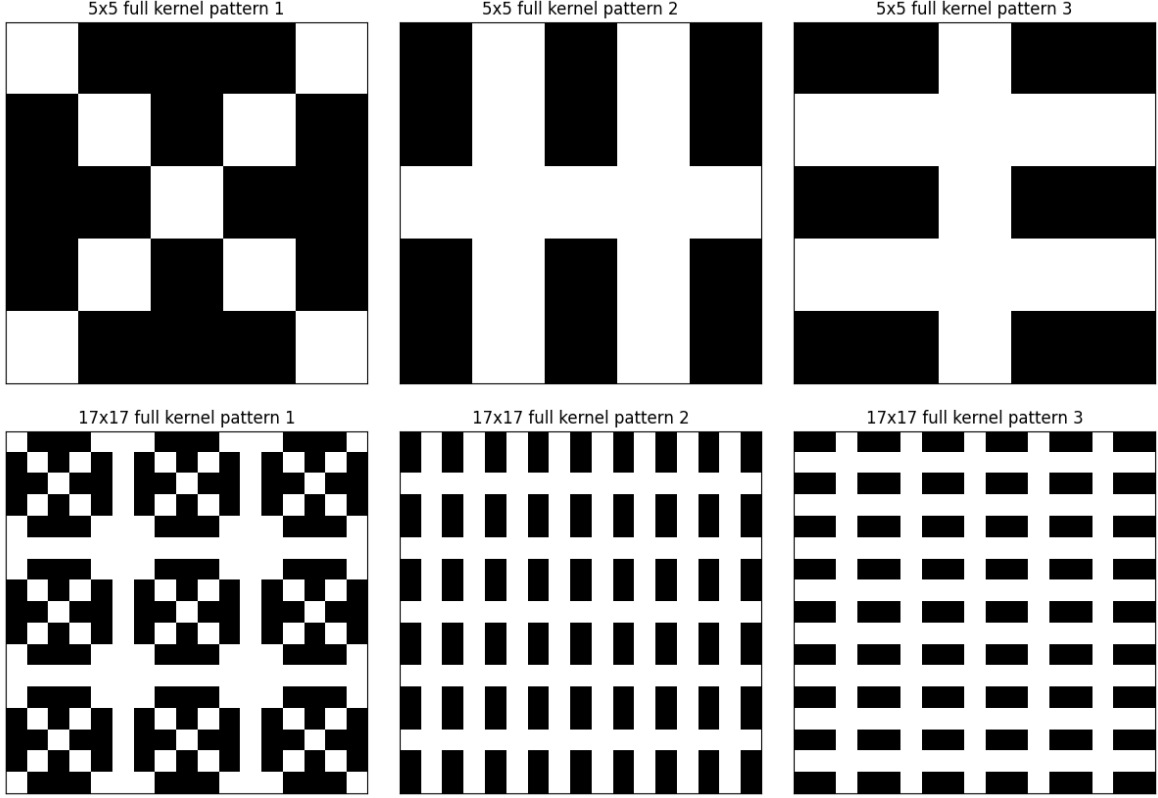 5x5 full kernel pattern 1
5x5 full kernel pattern 2
5x5 full kernel pattern 3
17x17 full kernel pattern 1
17x17 full kernel pattern 2
17x17 full kernel pattern 3